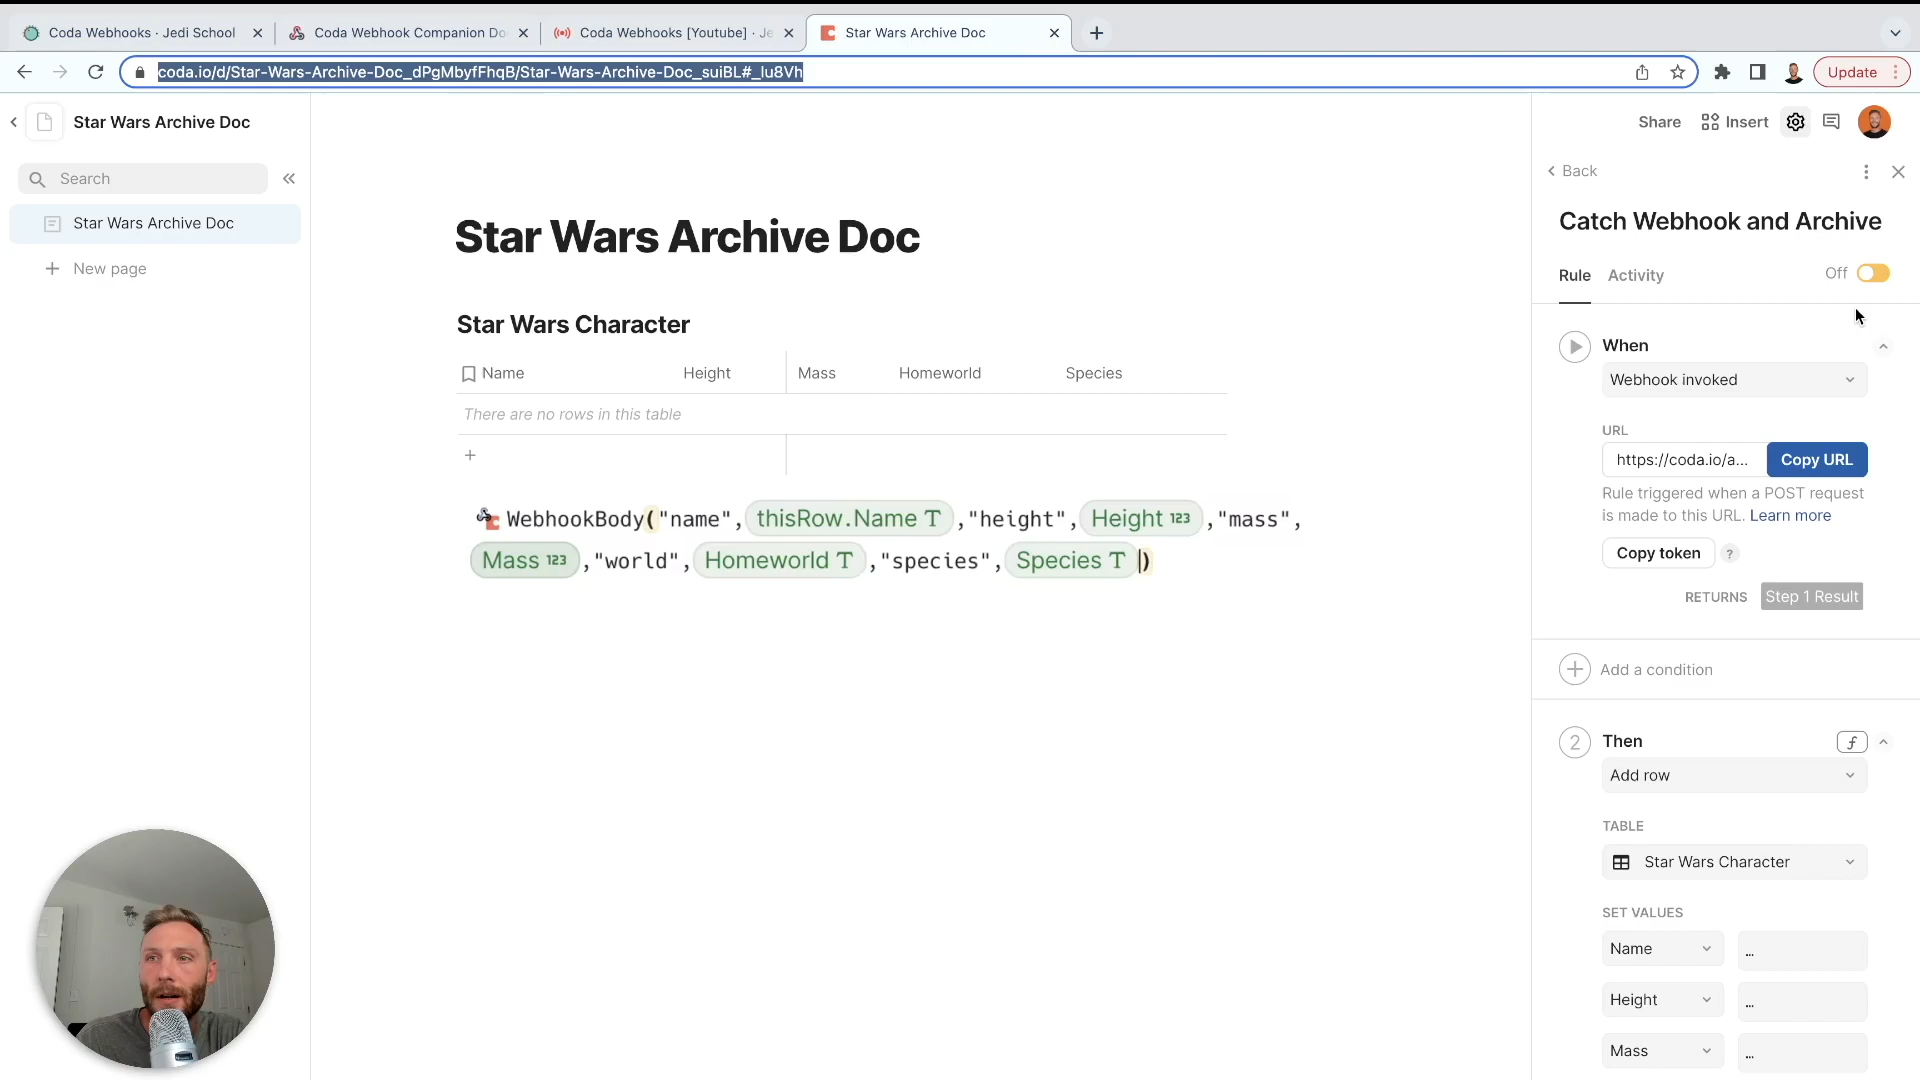 Coda Webhooks · Jedi School
Coda Webhook Companion Do
Coda Webhooks [Youtube] · Je
Star Wars Archive Doc
coda.io/d/Star-Wars-Archive-Doc_dPgMbyfFhqB/Star-Wars-Archive-Doc_suiBL#_lu8Vh
Update
Star Wars Archive Doc
Share
Insert
Search
Star Wars Archive Doc
New page
Star Wars Archive Doc
Star Wars Character
Name Height Mass Homeworld Species
There are no rows in this table
WebhookBody("name", thisRow.Name T ,"height", Height 123 ,"mass",
Mass 123 ,"world", Homeworld T ,"species", Species T )
Back
Catch Webhook and Archive
Rule Activity Off
When
Webhook invoked
URL
https://coda.io/a... Copy URL
Rule triggered when a POST request
is made to this URL. Learn more
Copy token ?
RETURNS Step 1 Result
Add a condition
2 Then f
Add row
TABLE
Star Wars Character
SET VALUES
Name ...
Height ...
Mass ...